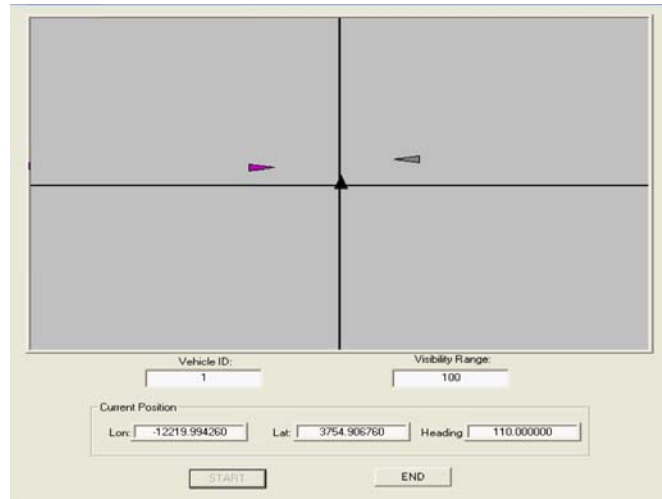 Vehicle ID: Visibility Range:
1 100
Current Position
Lon: -12219.994260 Lat: 3754.906760 Heading 110.000000
START END